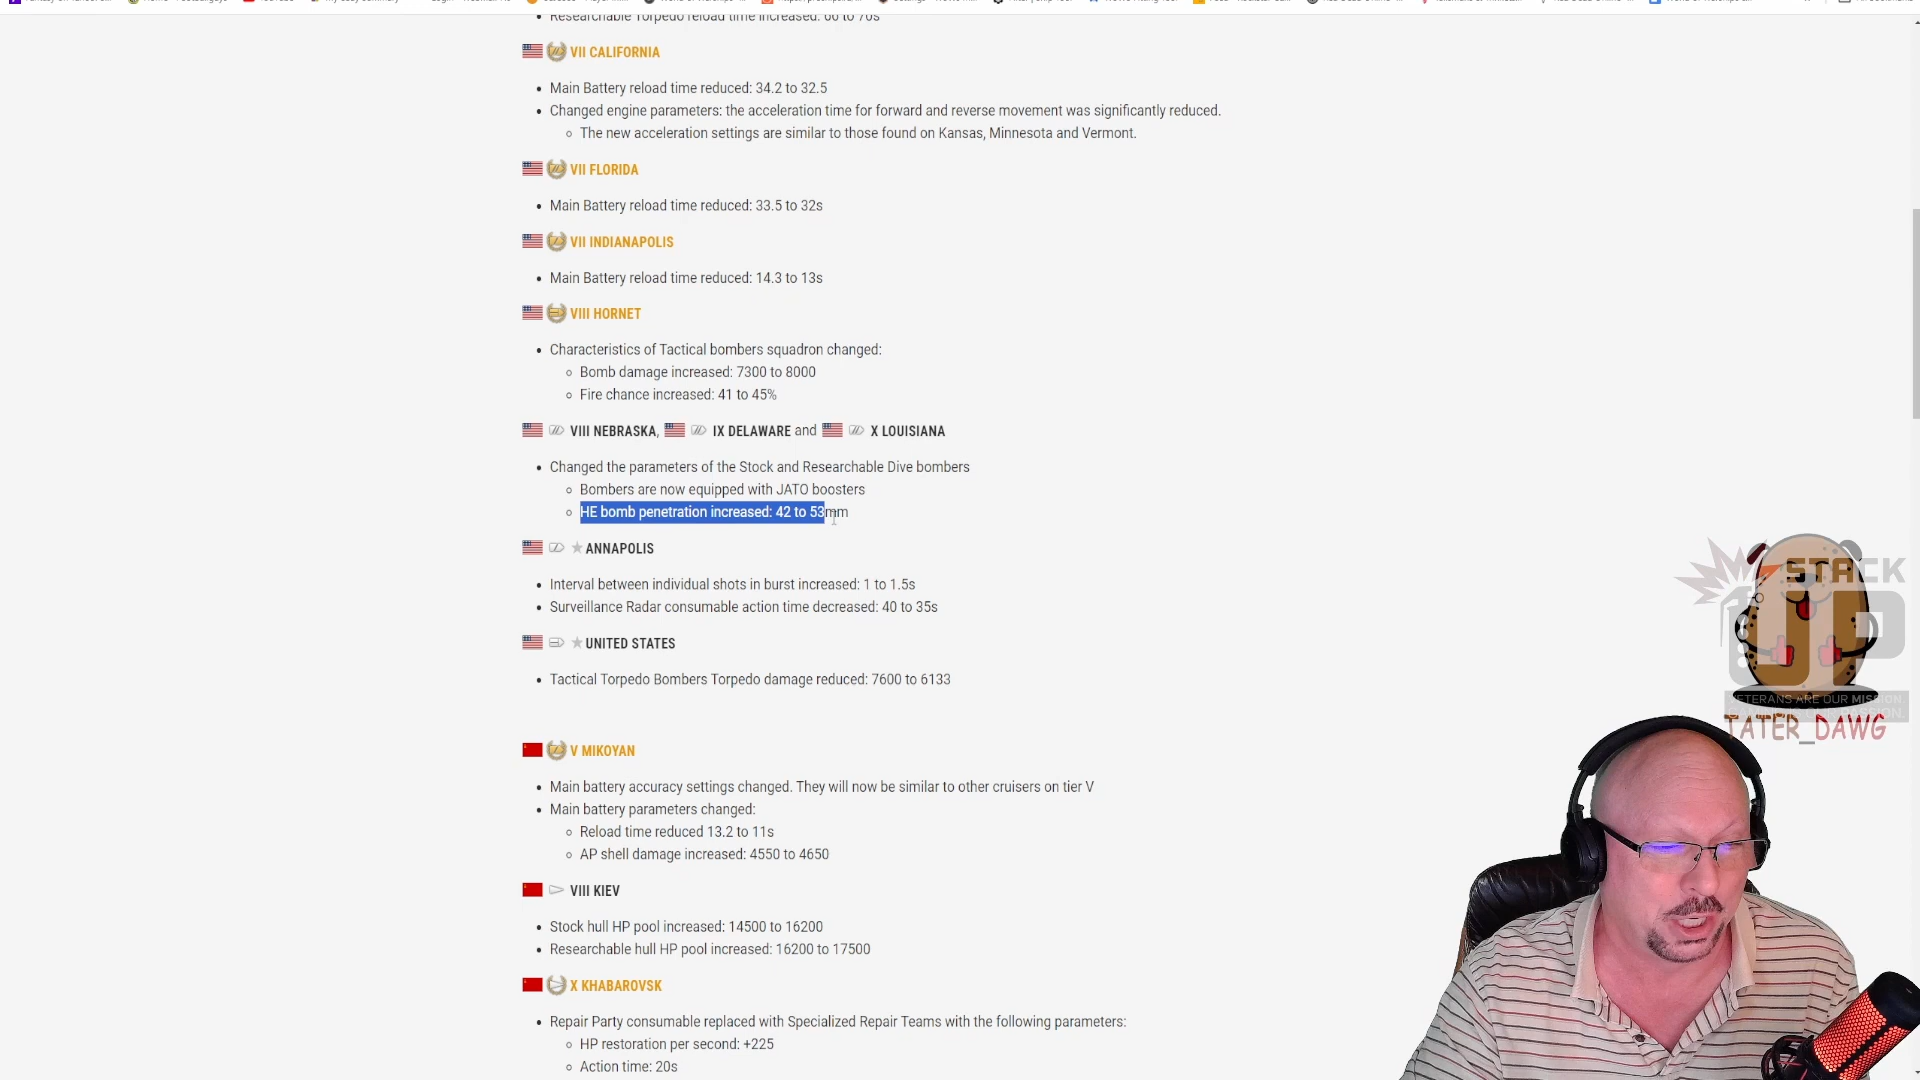 Researchable Torpedo reload time increased: 66 to 70s
VII CALIFORNIA
Main Battery reload time reduced: 34.2 to 32.5
Changed engine parameters: the acceleration time for forward and reverse movement was significantly reduced.
The new acceleration settings are similar to those found on Kansas, Minnesota and Vermont.
VII FLORIDA
Main Battery reload time reduced: 33.5 to 32s
VII INDIANAPOLIS
Main Battery reload time reduced: 14.3 to 13s
VIII HORNET
Characteristics of Tactical bombers squadron changed:
Bomb damage increased: 7300 to 8000
Fire chance increased: 41 to 45%
VIII NEBRASKA, IX DELAWARE and X LOUISIANA
Changed the parameters of the Stock and Researchable Dive bombers
Bombers are now equipped with JATO boosters
HE bomb penetration increased: 42 to 53mm
ANNAPOLIS
Interval between individual shots in burst increased: 1 to 1.5s
Surveillance Radar consumable action time decreased: 40 to 35s
UNITED STATES
Tactical Torpedo Bombers Torpedo damage reduced: 7600 to 6133
V MIKOYAN
Main battery accuracy settings changed. They will now be similar to other cruisers on tier V
Main battery parameters changed:
Reload time reduced 13.2 to 11s
AP shell damage increased: 4550 to 4650
VIII KIEV
Stock hull HP pool increased: 14500 to 16200
Researchable hull HP pool increased: 16200 to 17500
X KHABAROVSK
Repair Party consumable replaced with Specialized Repair Teams with the following parameters:
HP restoration per second: +225
Action time: 20s
STACK
UP
VETERANS ARE OUR MISSION
TATER_DAWG